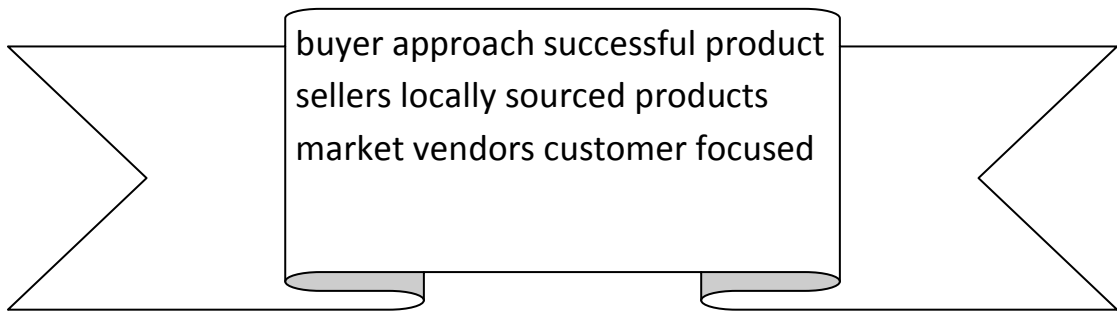 buyer approach successful product
sellers locally sourced products
market vendors customer focused